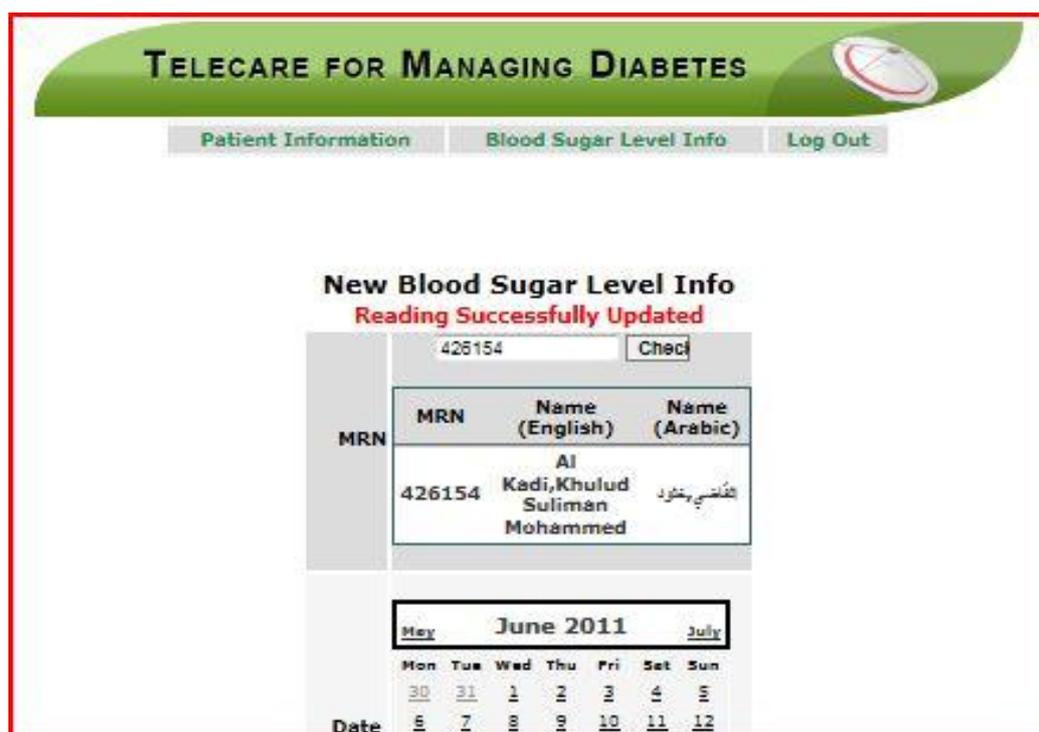 TELECARE FOR MANAGING DIABETES
Patient Information Blood Sugar Level Info Log Out
New Blood Sugar Level Info
Reading Successfully Updated
426154 Check
MRN
MRN Name (English) Name (Arabic)
426154 Al Kadi,Khulud Suliman Mohammed
May June 2011 July
Mon Tue Wed Thu Fri Sat Sun
30 31 1 2 3 4 5
Date 6 7 8 9 10 11 12